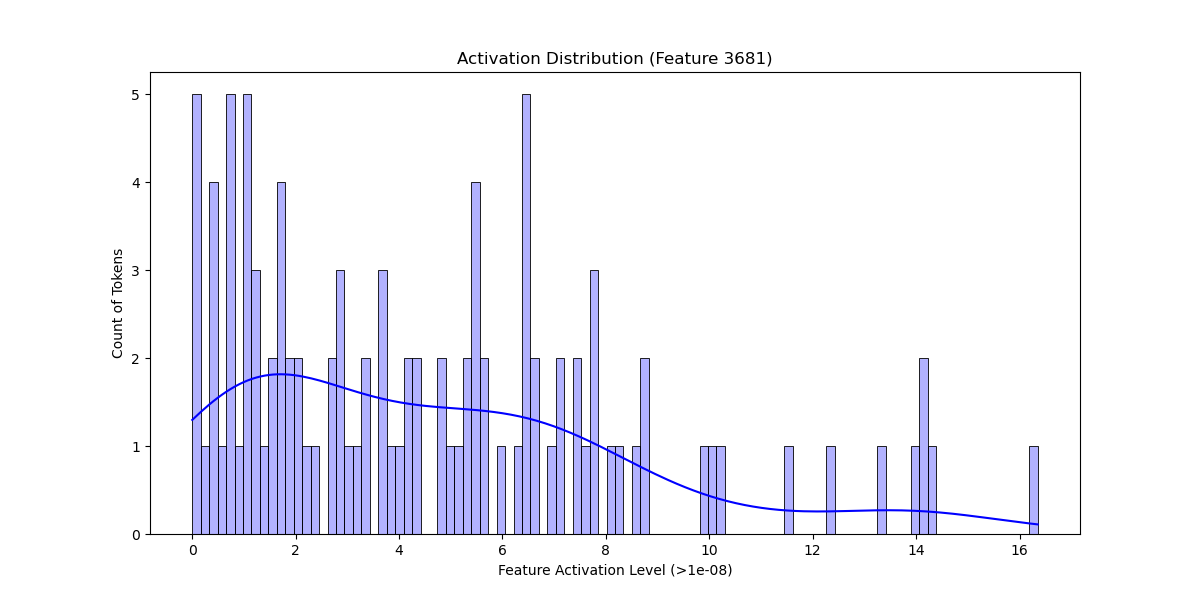 Activation Distribution (Feature 3681)
5
4
3
2
1
0
Count of Tokens
0 2 4 6 8 10 12 14 16
Feature Activation Level (>1e-08)